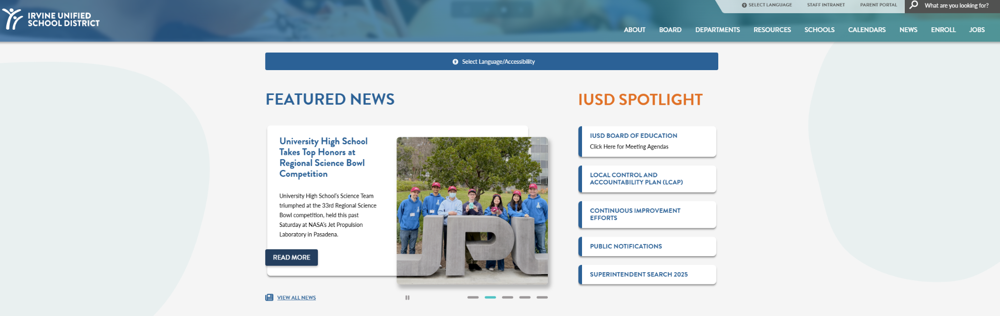 IRVINE UNIFIED
SCHOOL DISTRICT
SELECT LANGUAGE
STAFF INTRANET
PARENT PORTAL
What are you looking for?
ABOUT
BOARD
DEPARTMENTS
RESOURCES
SCHOOLS
CALENDARS
NEWS
ENROLL
JOBS
Select Language/Accessibility
FEATURED NEWS
University High School
Takes Top Honors at
Regional Science Bowl
Competition
University High School's Science Team
triumphed at the 33rd Regional Science
Bowl competition, held this past
Saturday at NASA's Jet Propulsion
Laboratory in Pasadena.
READ MORE
JPL
VIEW ALL NEWS
IUSD SPOTLIGHT
IUSD BOARD OF EDUCATION
Click Here for Meeting Agendas
LOCAL CONTROL AND
ACCOUNTABILITY PLAN (LCAP)
CONTINUOUS IMPROVEMENT
EFFORTS
PUBLIC NOTIFICATIONS
SUPERINTENDENT SEARCH 2025